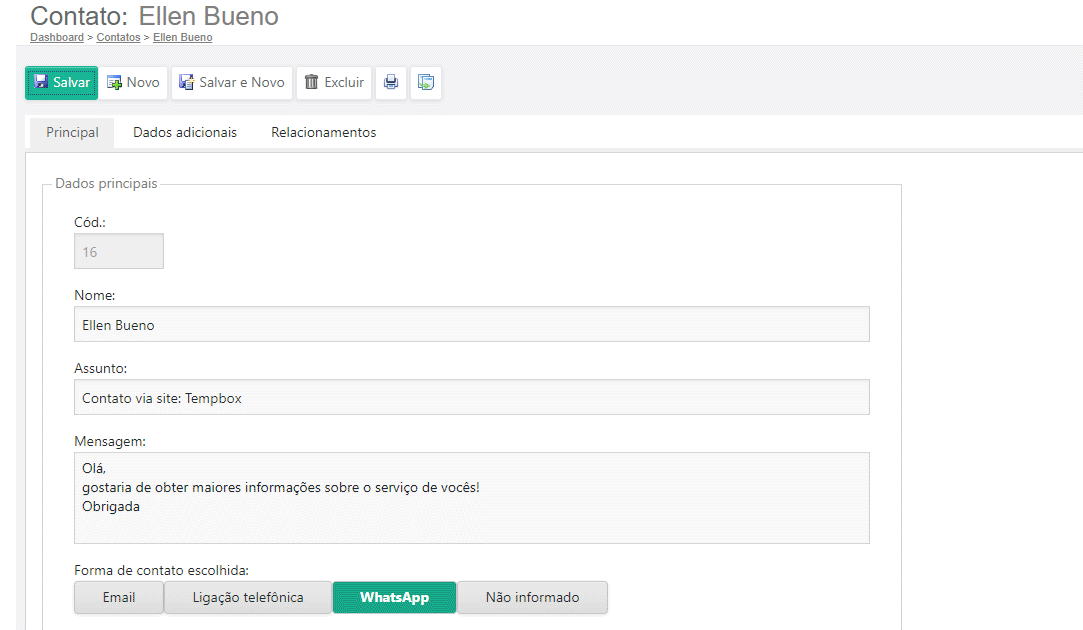 Contato: Ellen Bueno
Dashboard > Contatos > Ellen Bueno
Salvar Novo Salvar e Novo Excluir
Principal Dados adicionais Relacionamentos
Dados principais
Cód.:
16
Nome:
Ellen Bueno
Assunto:
Contato via site: Tempbox
Mensagem:
Olá,
gostaria de obter maiores informações sobre o serviço de vocês!
Obrigada
Forma de contato escolhida:
Email Ligação telefônica WhatsApp Não informado